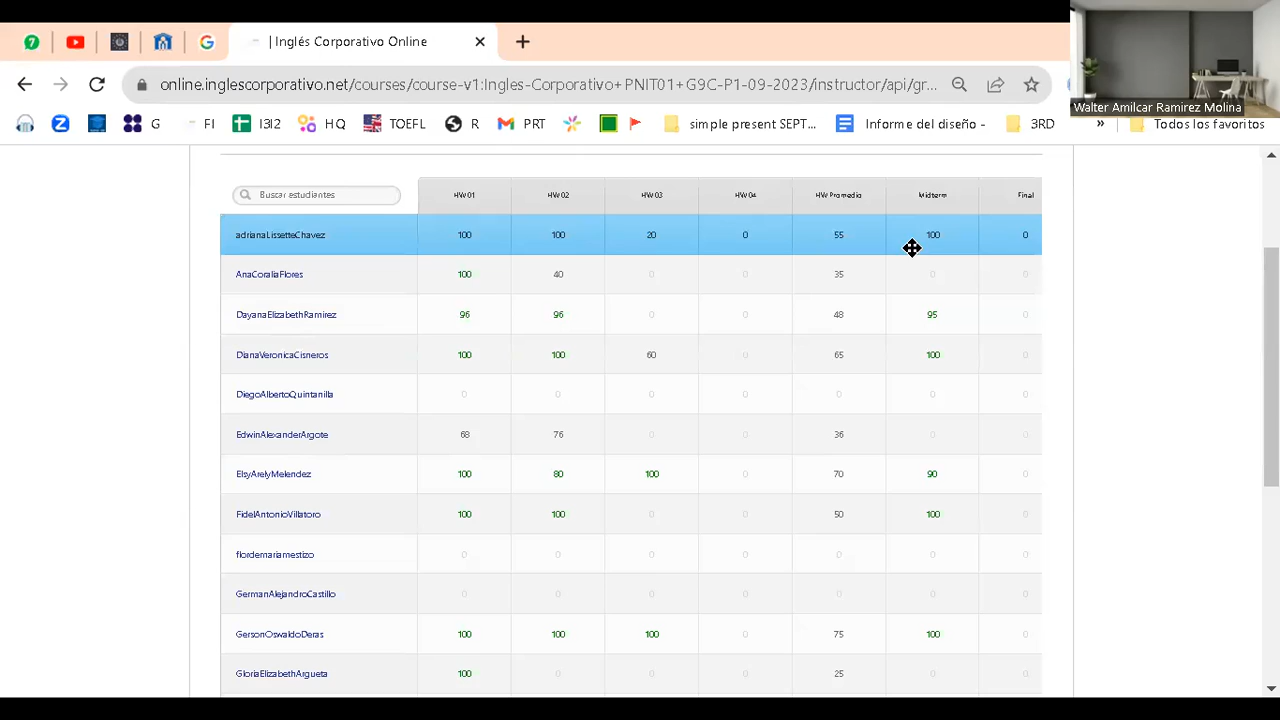 | Inglés Corporativo Online
online.inglescorporativo.net/courses/course-v1:Ingles-Corporativo+PNIT01+G9C-P1-09-2023/instructor/api/gr...
Walter Amilcar Ramirez Molina
G FI I3I2 HQ TOEFL R PRT simple present SEPT... Informe del diseño - 3RD » Todos los favoritos
Buscar estudiantes HW 01 HW 02 HW 03 HW 04 HW Promedio Midterm Final
adrianaLissetteChavez 100 100 20 0 55 100 0
AnaCoraliaFlores 100 40 0 0 35 0 0
DayanaElizabethRamirez 96 96 0 0 48 95 0
DianaVeronicaCisneros 100 100 60 0 65 100 0
DiegoAlbertoQuintanilla 0 0 0 0 0 0 0
EdwinAlexanderArgote 68 76 0 0 36 0 0
ElsyArelyMelendez 100 80 100 0 70 90 0
FidelAntonioVillatoro 100 100 0 0 50 100 0
flordemariamestizo 0 0 0 0 0 0 0
GermanAlejandroCastillo 0 0 0 0 0 0 0
GersonOswaldoDeras 100 100 100 0 75 100 0
GloriaElizabethArgueta 100 0 0 0 25 0 0